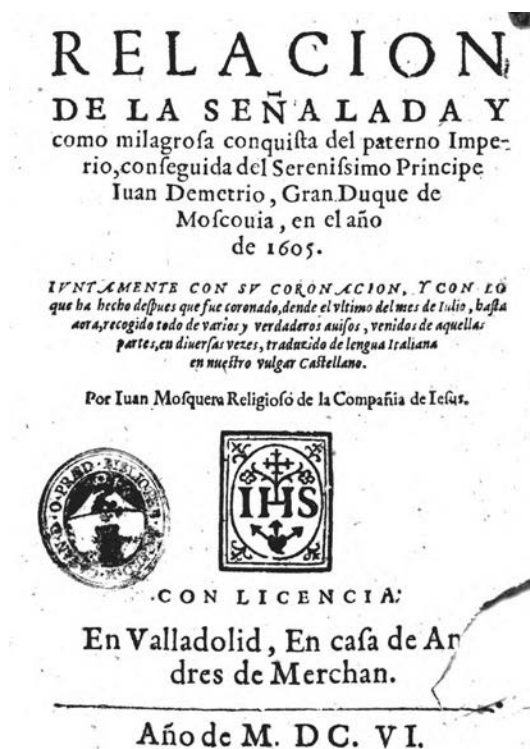 RELACION
DE LA SEÑALADA Y
como milagroſa conquiſta del paterno Impe-
rio, conſeguida del Sereniſsimo Principe
Iuan Demetrio, Gran Duque de
Moſcouia, en el año
de 1605.
IVNTAMENTE CON SV CORONACION, Y CON LO
que ha hecho deſpues que fue coronado, dende el vltimo del mes de Iulio, haſta
aora, recogido todo de varios y verdaderos auiſos, venidos de aquellas
partes, en diuerſas vezes, traduzido de lengua Italiana
en nueſtro vulgar Caſtellano.
Por Iuan Moſquera Religioſo de la Compañia de Ieſus.
IHS
CON LICENCIA:
En Valladolid, En caſa de An
dres de Merchan.
Año de M. DC. VI.